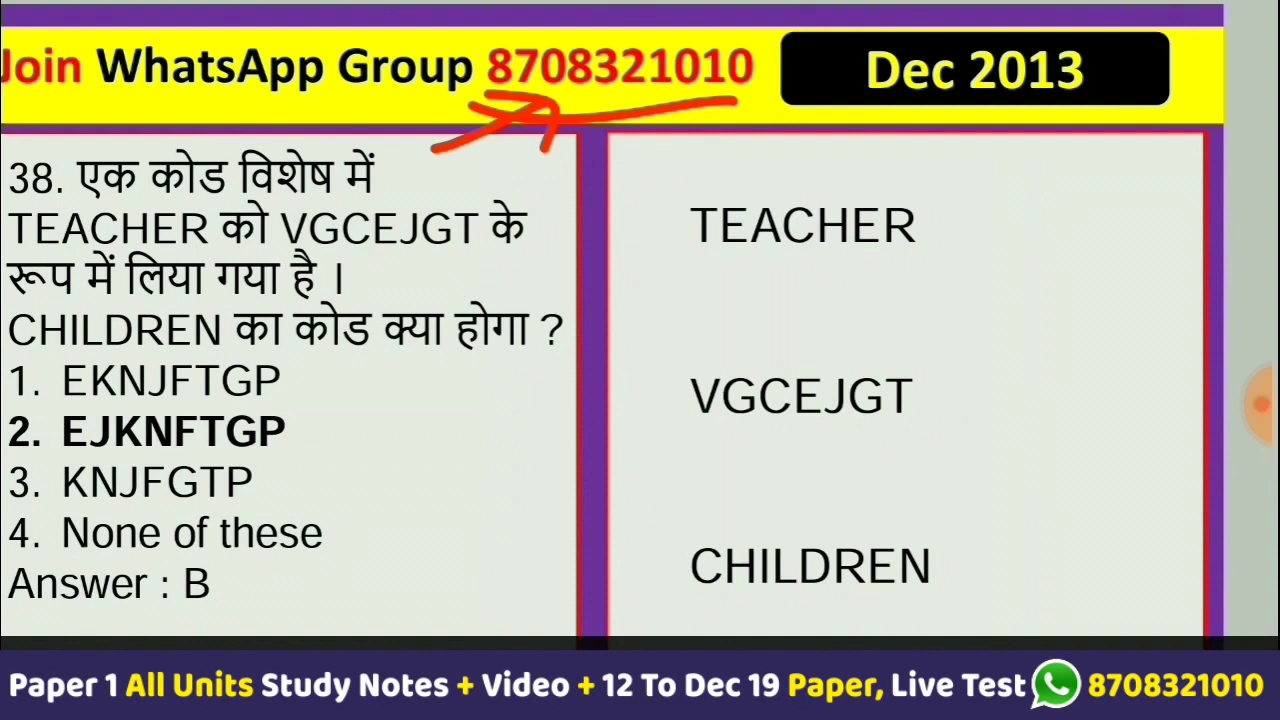 Join WhatsApp Group 8708321010
Dec 2013
38. एक कोड विशेष में
TEACHER को VGCEJGT के
रूप में लिया गया है ।
CHILDREN का कोड क्या होगा ?
1. EKNJFTGP
2. EJKNFTGP
3. KNJFGTP
4. None of these
Answer : B
TEACHER
VGCEJGT
CHILDREN
Paper 1 All Units Study Notes + Video + 12 To Dec 19 Paper, Live Test 8708321010